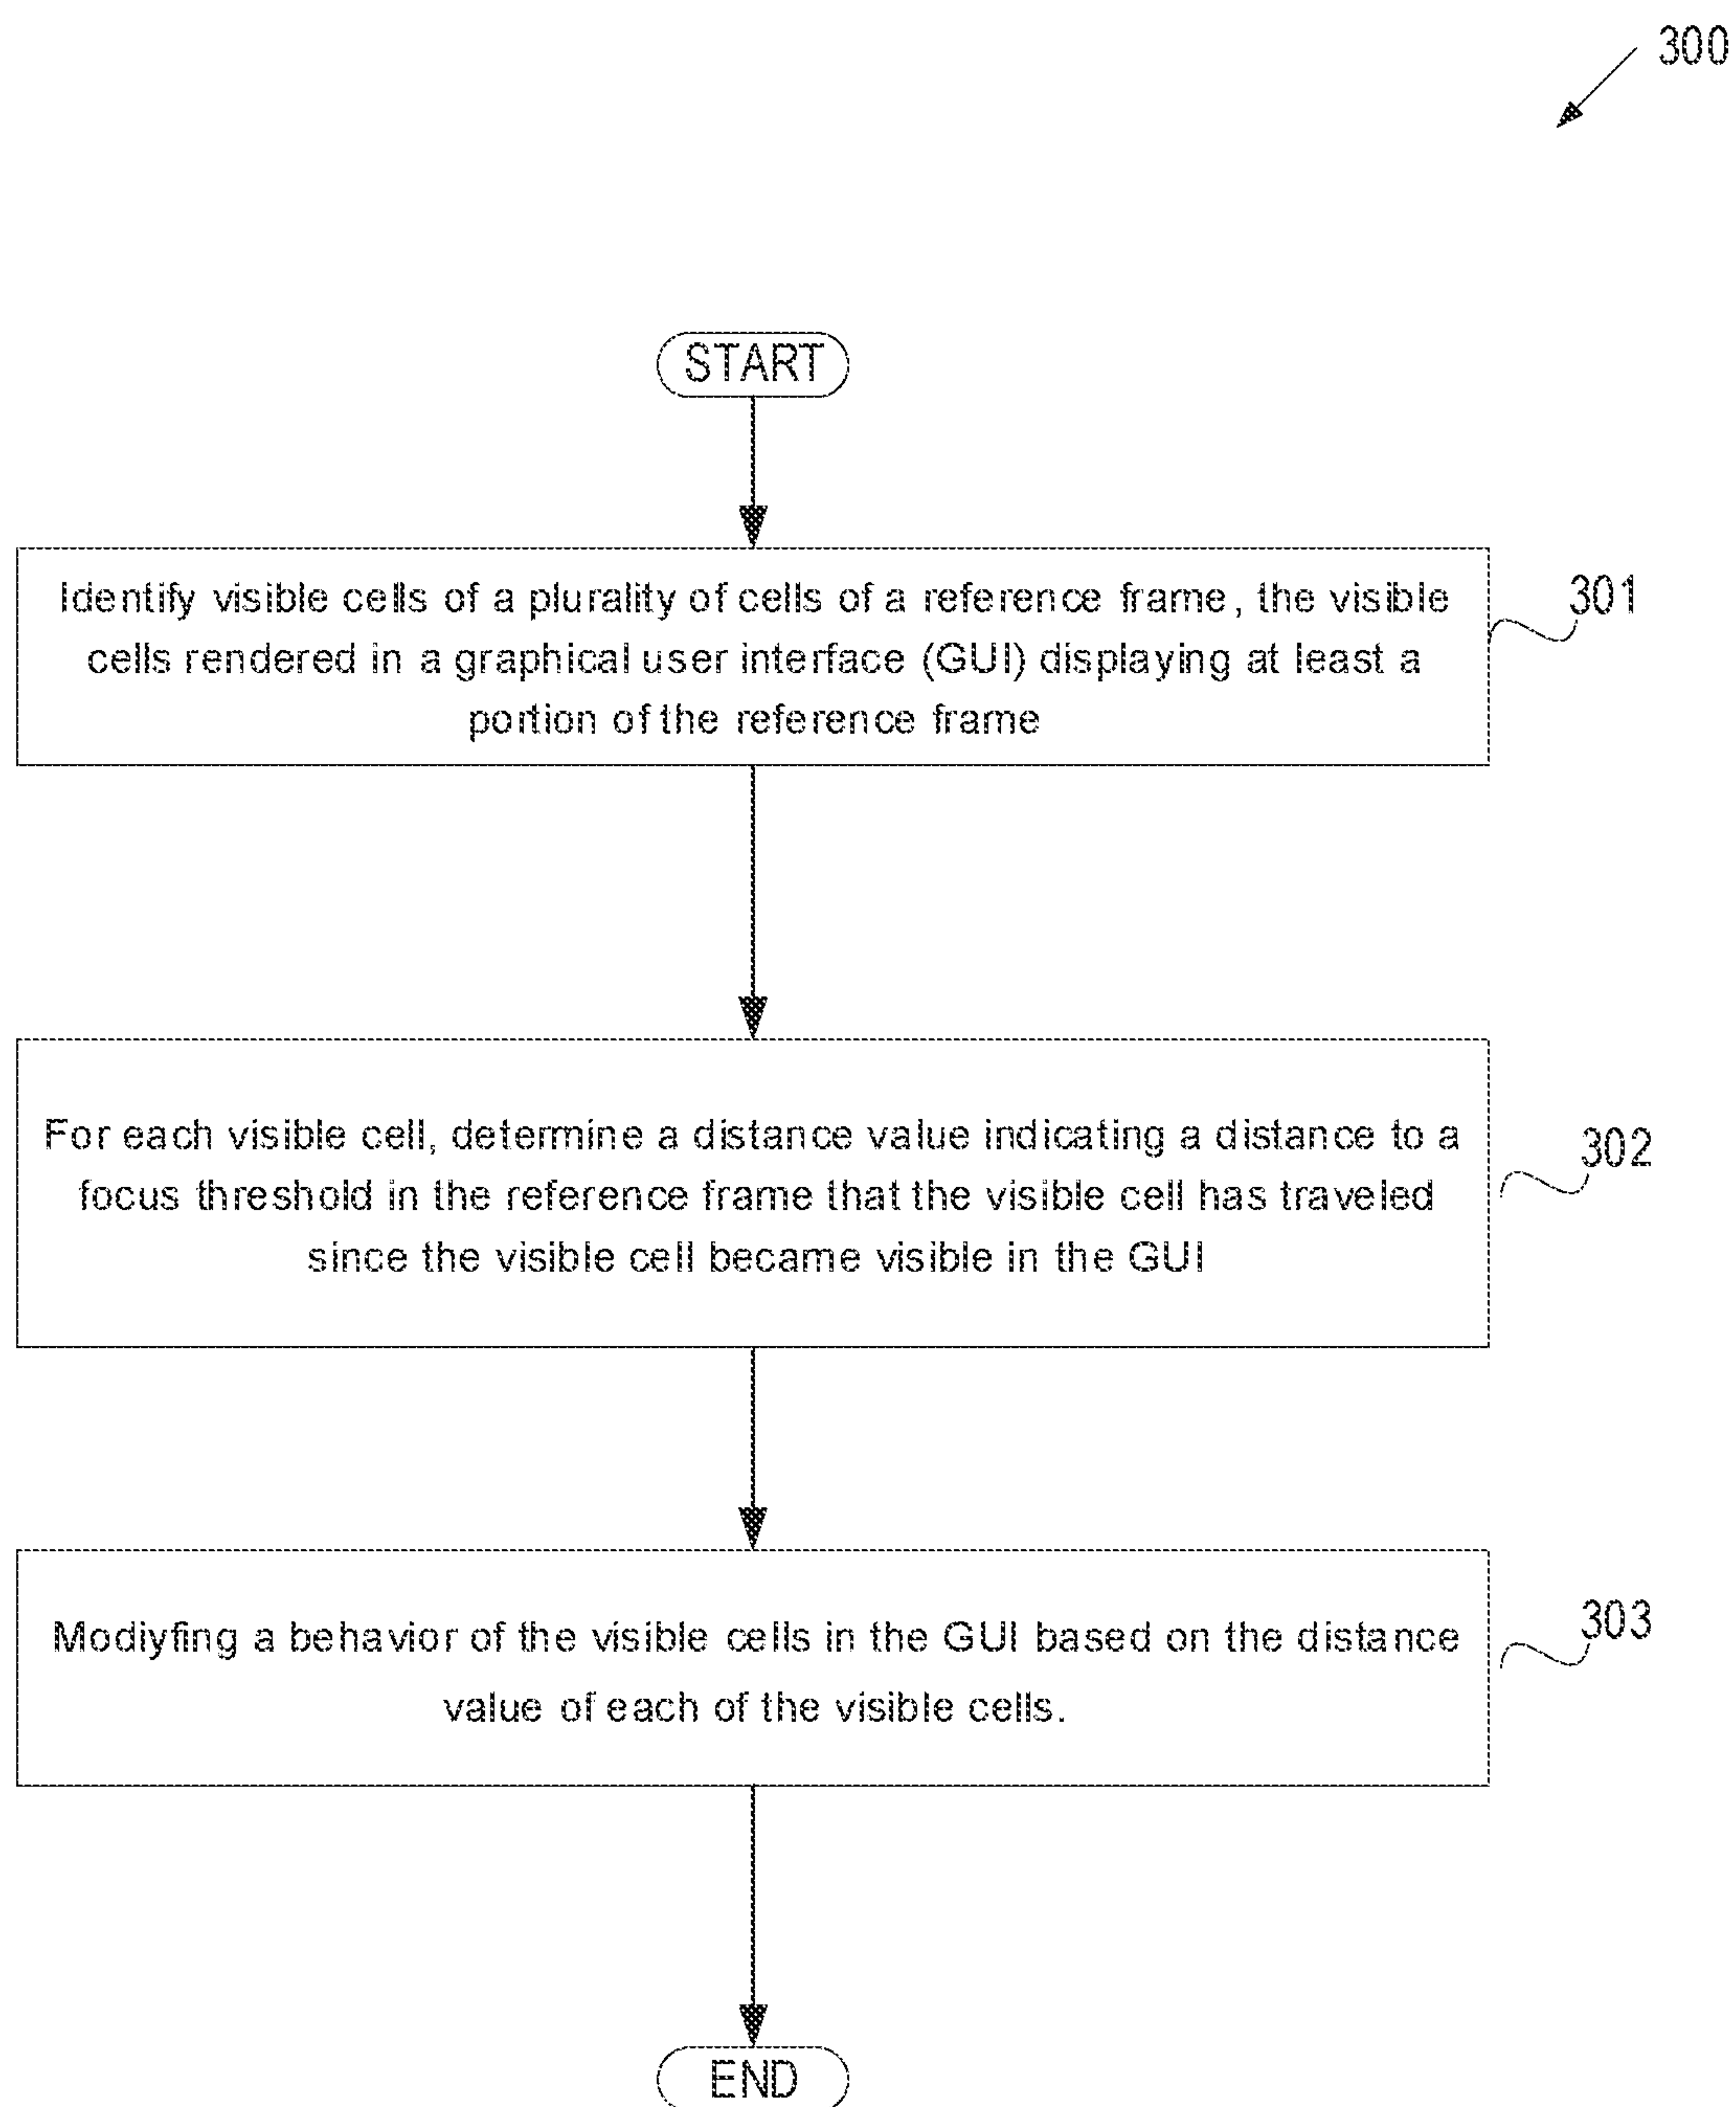 300
START
Identify visible cells of a plurality of cells of a reference frame, the visible
cells rendered in a graphical user interface (GUI) displaying at least a
portion of the reference frame
301
For each visible cell, determine a distance value indicating a distance to a
focus threshold in the reference frame that the visible cell has traveled
since the visible cell became visible in the GUI
302
Modiyfing a behavior of the visible cells in the GUI based on the distance
value of each of the visible cells.
303
END